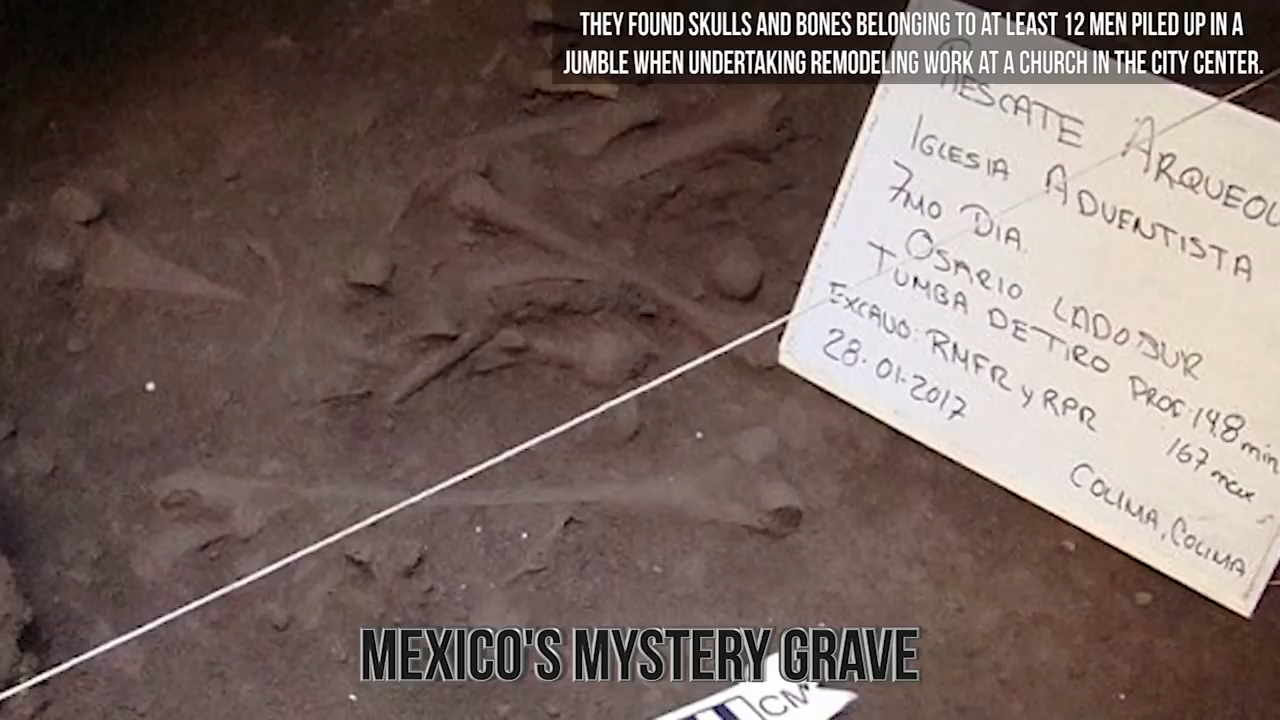 THEY FOUND SKULLS AND BONES BELONGING TO AT LEAST 12 MEN PILED UP IN A
JUMBLE WHEN UNDERTAKING REMODELING WORK AT A CHURCH IN THE CITY CENTER.
RESCATE ARQUEOL
IGLESIA ADVENTISTA
7MO DIA.
OSARIO LADO SUR
TUMBA DE TIRO PROF. 148 min
167 max
EXCAVO: RMFR y RPR
28-01-2017
COLIMA, COLIMA
MEXICO'S MYSTERY GRAVE
CM